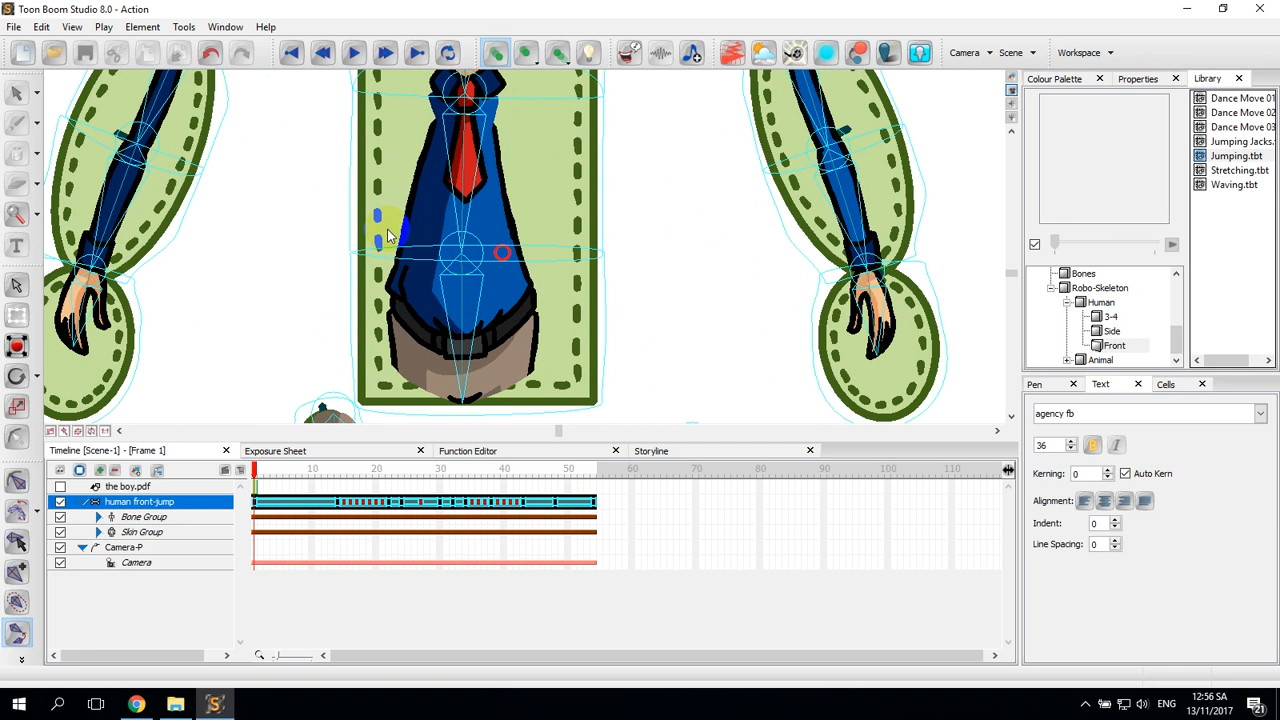 Toon Boom Studio 8.0 - Action
File Edit View Play Element Tools Window Help
Camera Scene Workspace
Colour Palette Properties Library
Dance Move 01
Dance Move 02
Dance Move 03
Jumping Jacks.
Jumping.tbt
Stretching.tbt
Waving.tbt
Bones
Robo-Skeleton
Human
3-4
Side
Front
Animal
Pen Text Cells
agency fb
36 B I
Kerning: 0 Auto Kern
Alignment:
Indent: 0
Line Spacing: 0
Timeline [Scene-1] - [Frame 1] Exposure Sheet Function Editor Storyline
10 20 30 40 50 60 70 80 90 100 110
the boy.pdf
human front-jump
Bone Group
Skin Group
Camera-P
Camera
ENG
12:56 SA
13/11/2017
21